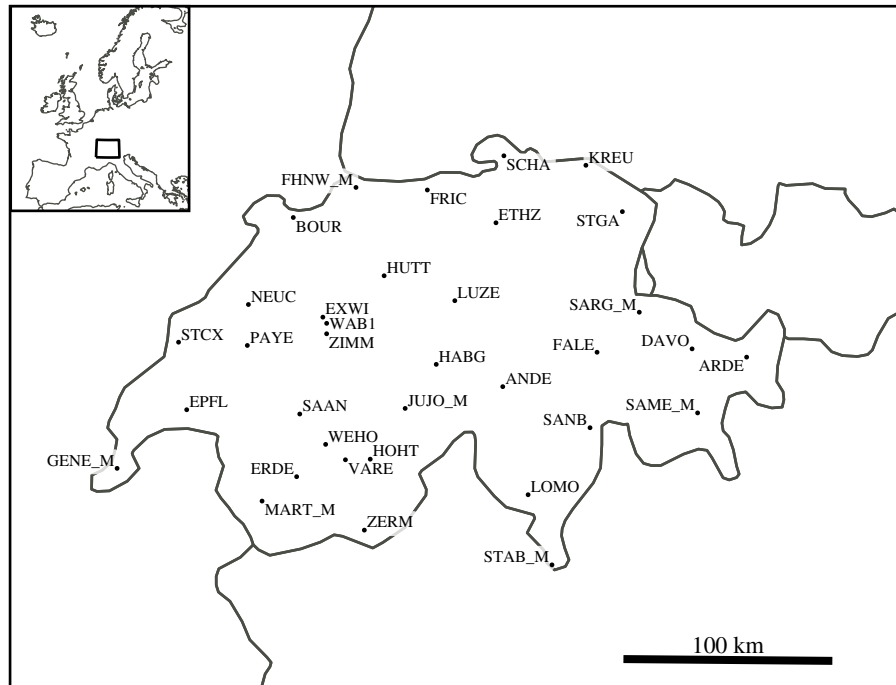 SCHA
KREU
FHNW_M
FRIC
ETHZ
STGA
BOUR
HUTT
NEUC
LUZE
EXWI
SARG_M
WAB1
STCX
PAYE
ZIMM
FALE
DAVO
HABG
ARDE
ANDE
EPFL
SAAN
JUJO_M
SANB
SAME_M
WEHO
HOHT
GENE_M
VARE
ERDE
LOMO
MART_M
ZERM
STAB_M
100 km